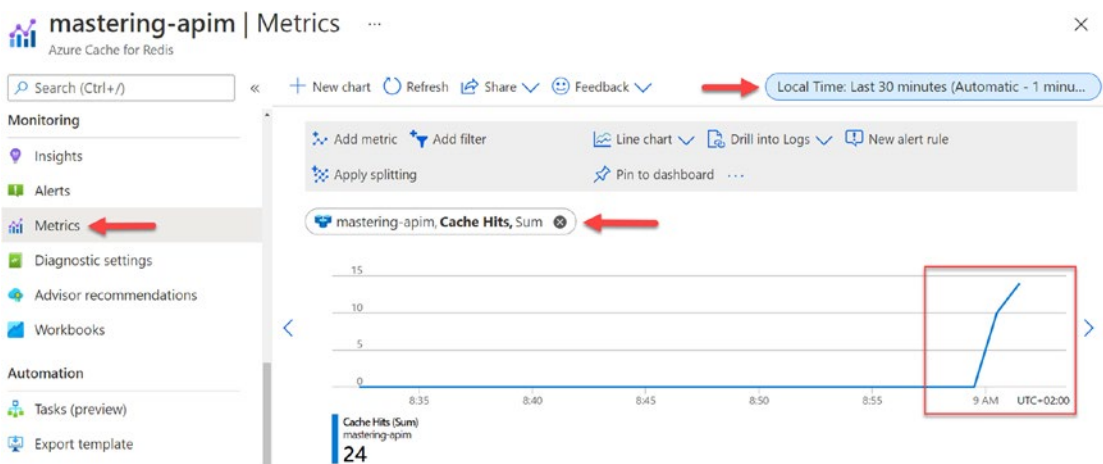 mastering-apim | Metrics ...
Azure Cache for Redis
Search (Ctrl+/)
«
New chart Refresh Share Feedback
Local Time: Last 30 minutes (Automatic - 1 minu...
Monitoring
Insights
Alerts
Metrics
Diagnostic settings
Advisor recommendations
Workbooks
Automation
Tasks (preview)
Export template
Add metric Add filter Line chart Drill into Logs New alert rule
Apply splitting Pin to dashboard ...
mastering-apim, Cache Hits, Sum
15
10
5
0
8:35 8:40 8:45 8:50 8:55 9 AM UTC+02:00
Cache Hits (Sum)
mastering-apim
24